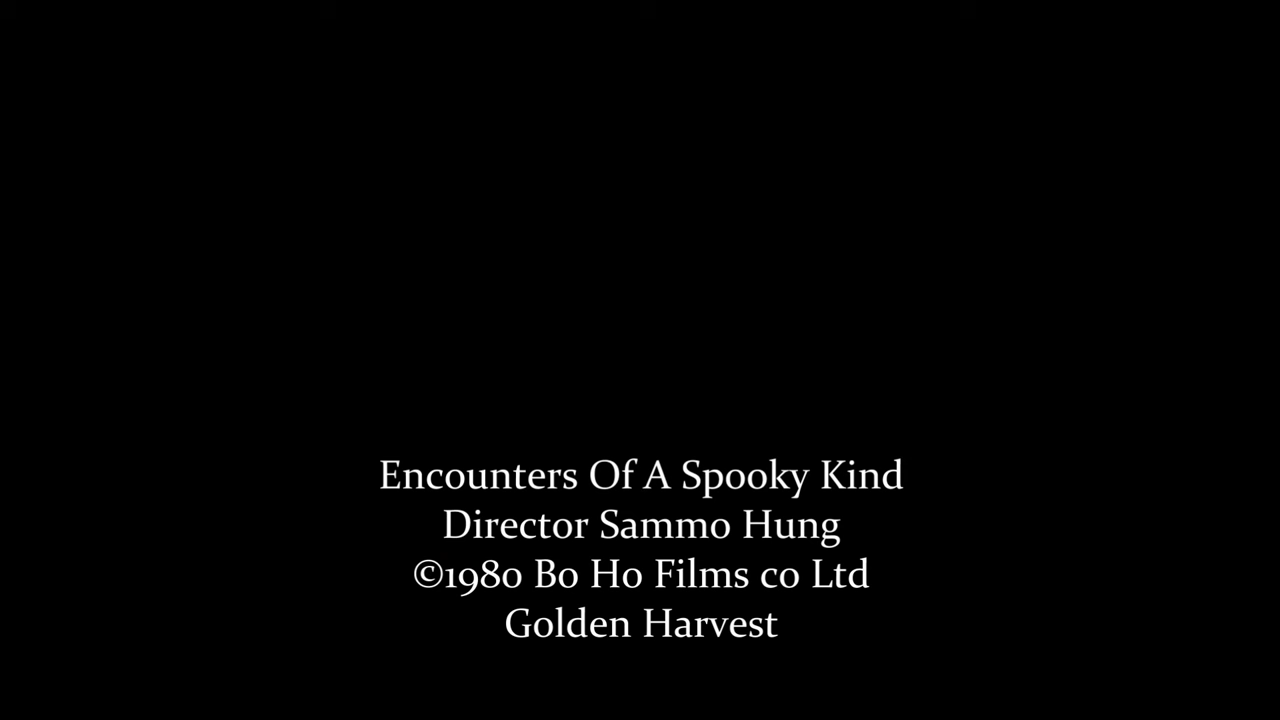 Encounters Of A Spooky Kind
Director Sammo Hung
©1980 Bo Ho Films co Ltd
Golden Harvest